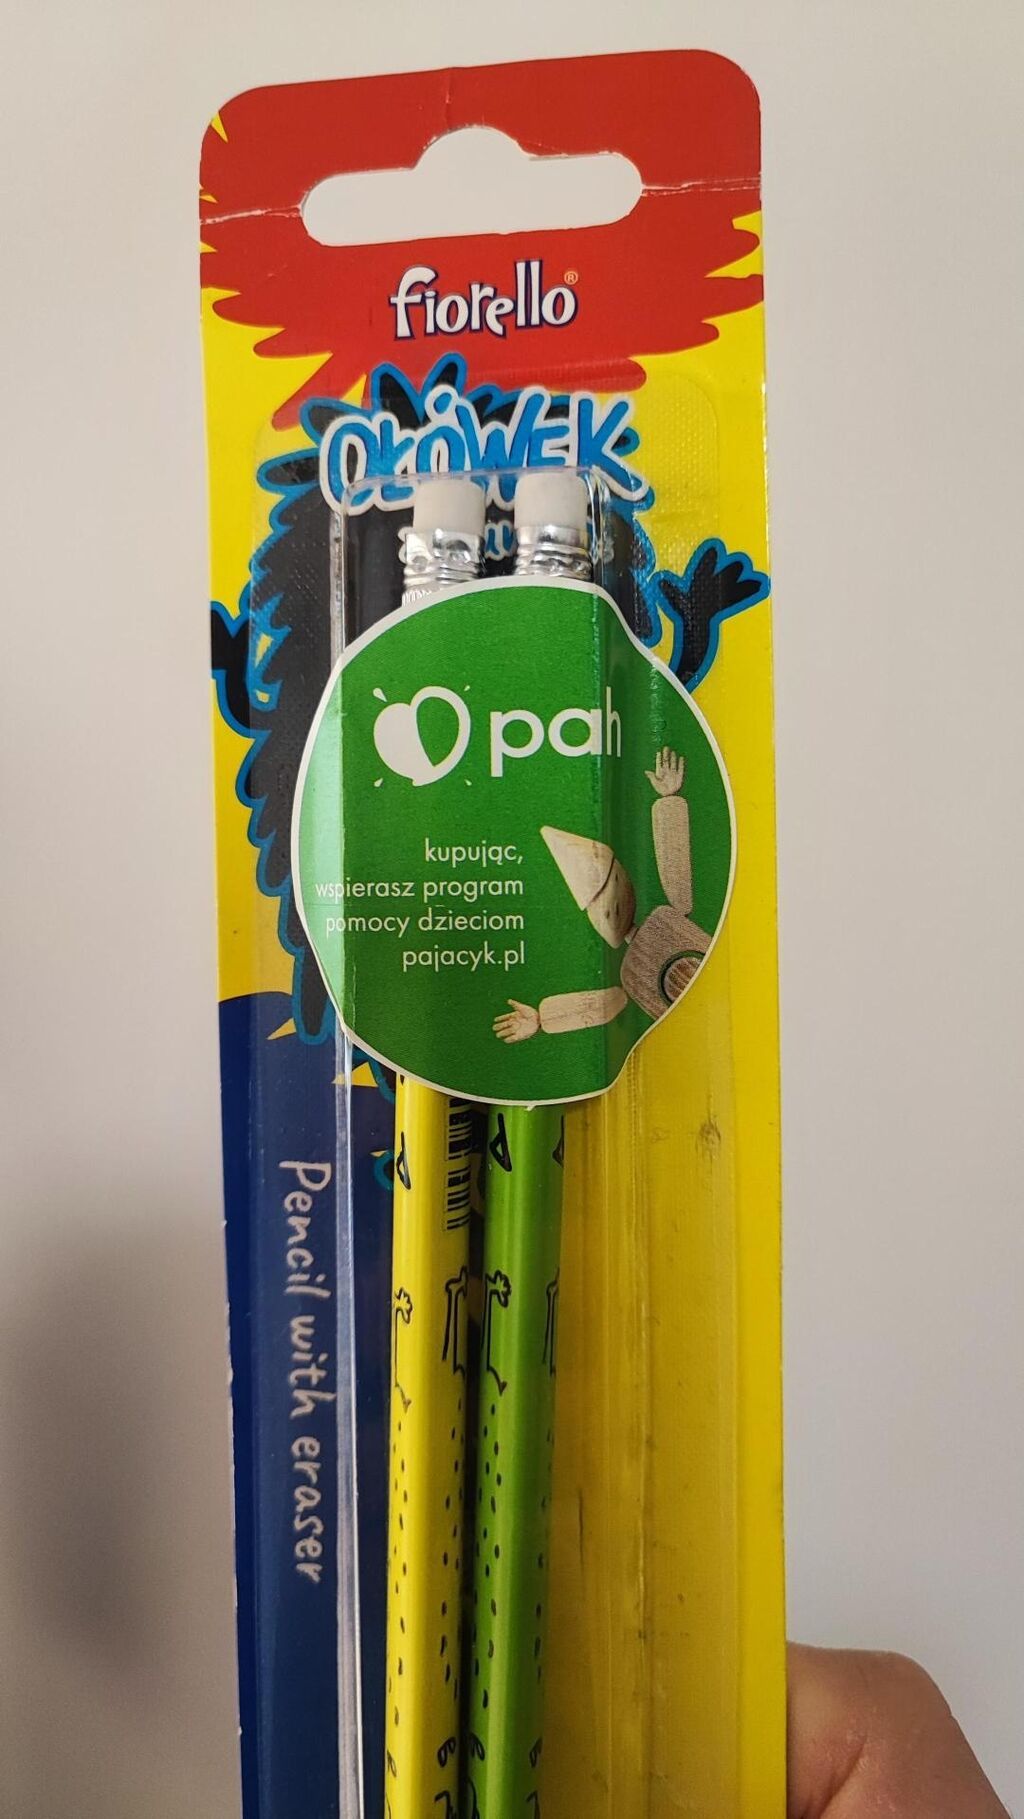 fiorello®
OŁÓWEK
pah
kupując,
wspierasz program
pomocy dzieciom
pajacyk.pl
Pencil with eraser